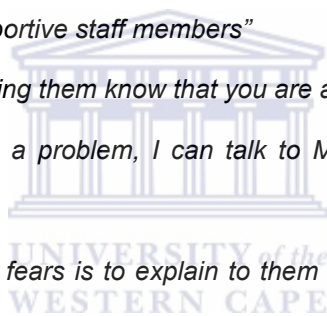 portive staff members”
ing them know that you are a
a problem, I can talk to M
fears is to explain to them
UNIVERSITY of the
WESTERN CAPE